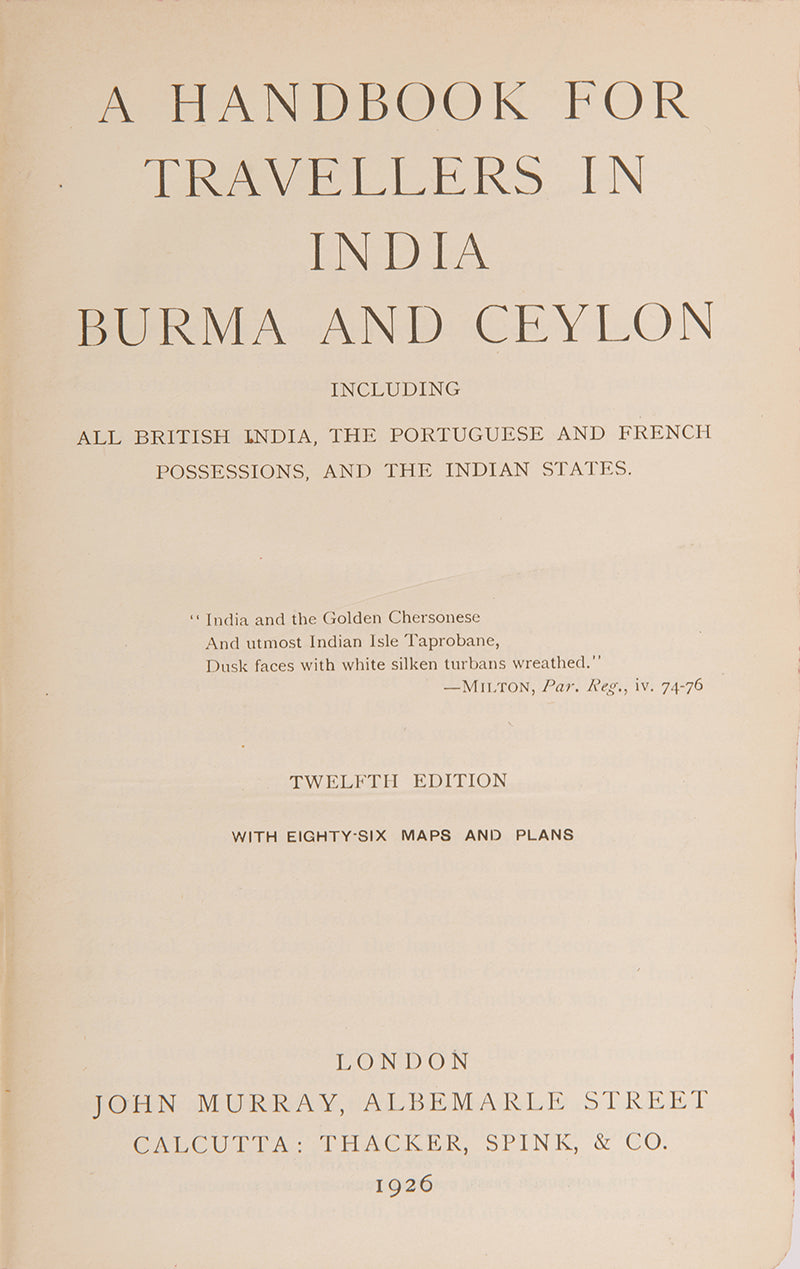 A HANDBOOK FOR
TRAVELLERS IN
INDIA
BURMA AND CEYLON
INCLUDING
ALL BRITISH INDIA, THE PORTUGUESE AND FRENCH
POSSESSIONS, AND THE INDIAN STATES.
“India and the Golden Chersonese
And utmost Indian Isle Taprobane,
Dusk faces with white silken turbans wreathed.”
—MILTON, Par. Reg., iv. 74-76
TWELFTH EDITION
WITH EIGHTY-SIX MAPS AND PLANS
LONDON
JOHN MURRAY, ALBEMARLE STREET
CALCUTTA: THACKER, SPINK, & CO.
1926